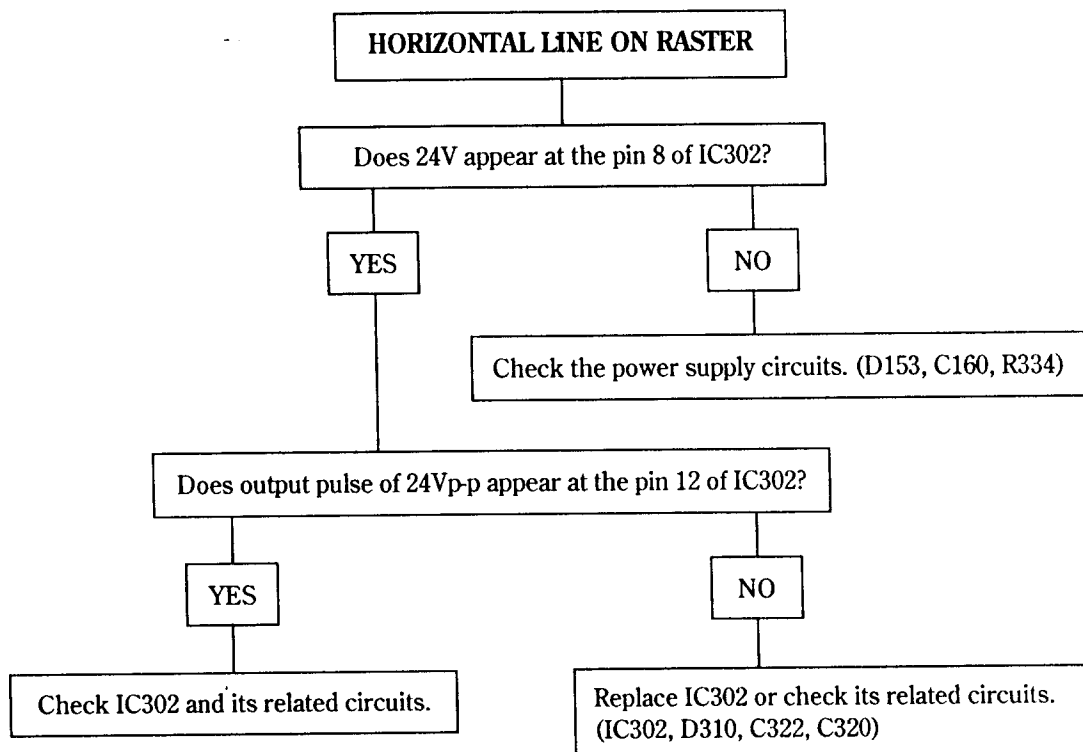 HORIZONTAL LINE ON RASTER
Does 24V appear at the pin 8 of IC302?
YES
NO
Check the power supply circuits. (D153, C160, R334)
Does output pulse of 24Vp-p appear at the pin 12 of IC302?
YES
NO
Check IC302 and its related circuits.
Replace IC302 or check its related circuits.
(IC302, D310, C322, C320)